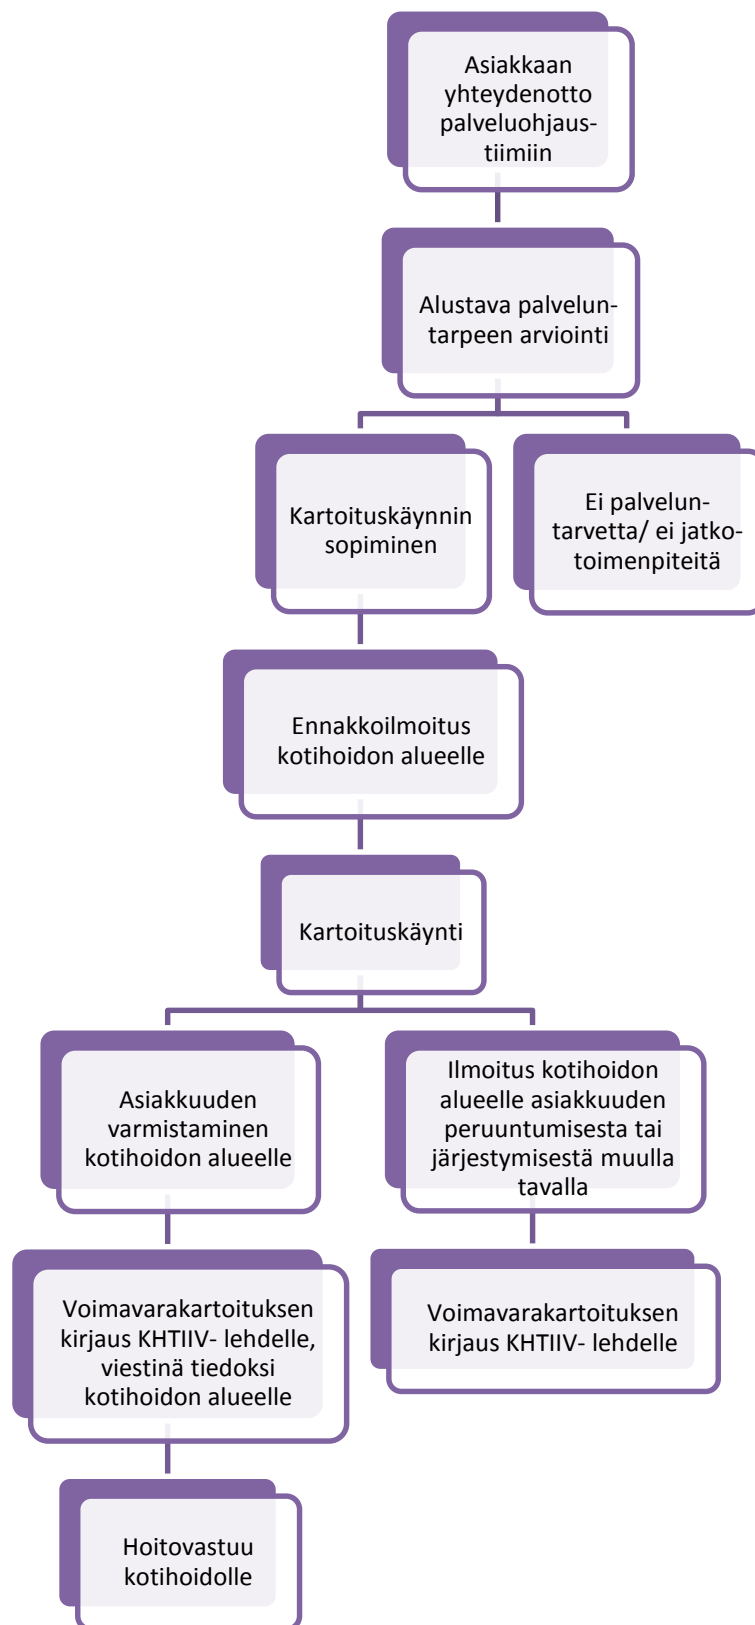 Asiakkaan
yhteydenotto
palveluohjaus-
tiimiin
Alustava palvelun-
tarpeen arviointi
Kartoituskäynnin
sopiminen
Ei palvelun-
tarvetta/ ei jatko-
toimenpiteitä
Ennakkoilmoitus
kotihoidon alueelle
Kartoituskäynti
Asiakkuuden
varmistaminen
kotihoidon alueelle
Ilmoitus kotihoidon
alueelle asiakkuuden
peruuntumisesta tai
järjestymisestä muulla
tavalla
Voimavarakartoituksen
kirjaus KHTIIV- lehdelle,
viestinä tiedoksi
kotihoidon alueelle
Voimavarakartoituksen
kirjaus KHTIIV- lehdelle
Hoitovastuu
kotihoidolle